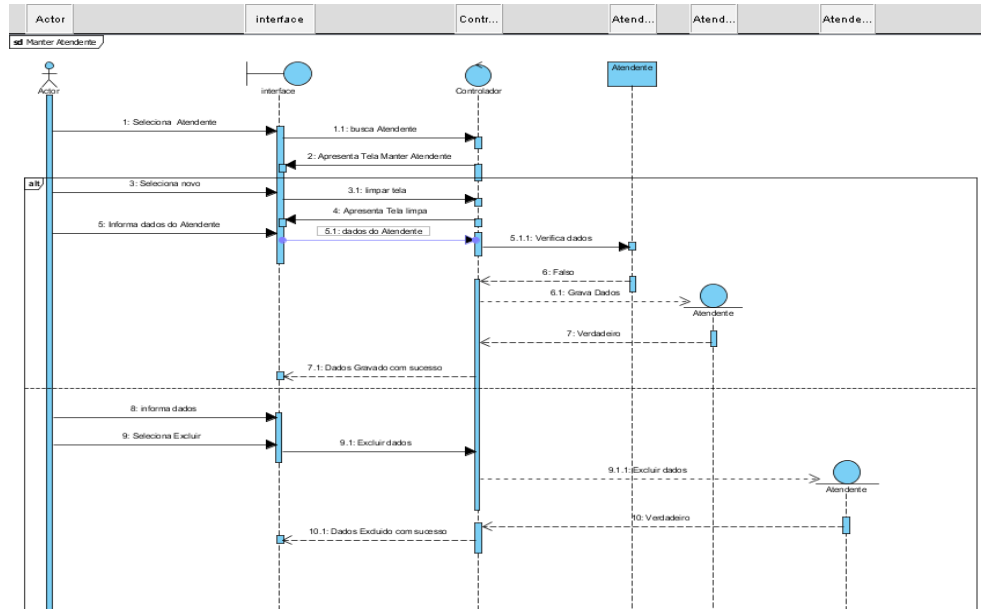 Actor interface Contr... Atend... Atend... Atende...
sd Manter Atendente
Atendente
Actor interface Controlador
1: Seleciona Atendente
1.1: busca Atendente
2: Apresenta Tela Manter Atendente
alt
3: Seleciona novo
3.1: limpar tela
4: Apresenta Tela limpa
5: Informa dados do Atendente
5.1: dados do Atendente
5.1.1: Verifica dados
6: Falso
6.1: Grava Dados
Atendente
7: Verdadeiro
7.1: Dados Gravado com sucesso
8: informa dados
9: Seleciona Excluir
9.1: Excluir dados
9.1.1: Excluir dados
Atendente
10: Verdadeiro
10.1: Dados Excluido com sucesso